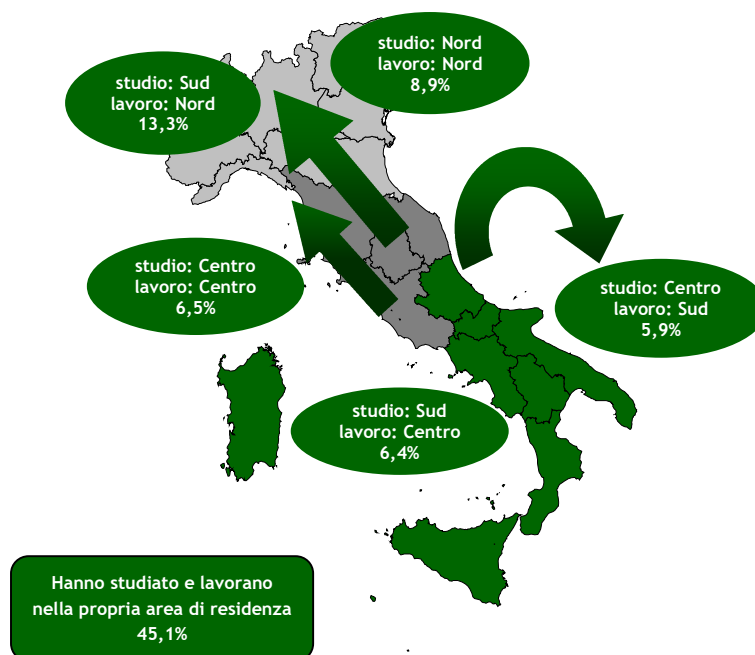 studio: Nord
lavoro: Nord
8,9%
studio: Sud
lavoro: Nord
13,3%
studio: Centro
lavoro: Centro
6,5%
studio: Centro
lavoro: Sud
5,9%
studio: Sud
lavoro: Centro
6,4%
Hanno studiato e lavorano
nella propria area di residenza
45,1%